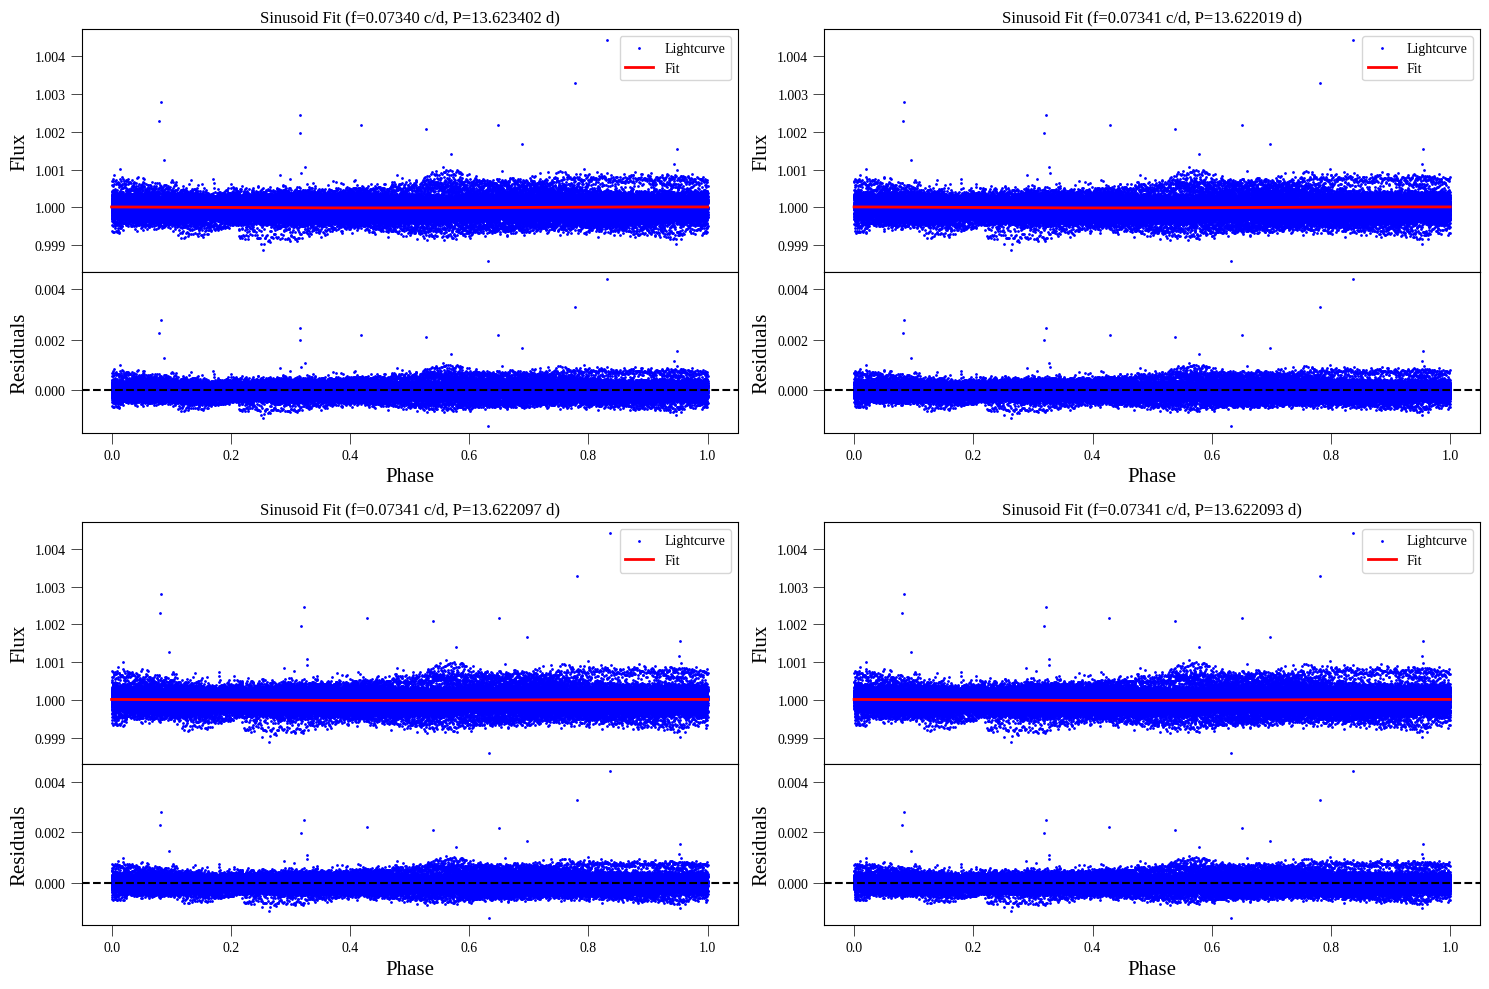 Sinusoid Fit (f=0.07340 c/d, P=13.623402 d)
1.004
1.003
1.002
1.001
1.000
0.999
Flux
Lightcurve
Fit
0.004
0.002
0.000
Residuals
0.0 0.2 0.4 0.6 0.8 1.0
Phase
Sinusoid Fit (f=0.07341 c/d, P=13.622019 d)
1.004
1.003
1.002
1.001
1.000
0.999
Flux
Lightcurve
Fit
0.004
0.002
0.000
Residuals
0.0 0.2 0.4 0.6 0.8 1.0
Phase
Sinusoid Fit (f=0.07341 c/d, P=13.622097 d)
1.004
1.003
1.002
1.001
1.000
0.999
Flux
Lightcurve
Fit
0.004
0.002
0.000
Residuals
0.0 0.2 0.4 0.6 0.8 1.0
Phase
Sinusoid Fit (f=0.07341 c/d, P=13.622093 d)
1.004
1.003
1.002
1.001
1.000
0.999
Flux
Lightcurve
Fit
0.004
0.002
0.000
Residuals
0.0 0.2 0.4 0.6 0.8 1.0
Phase